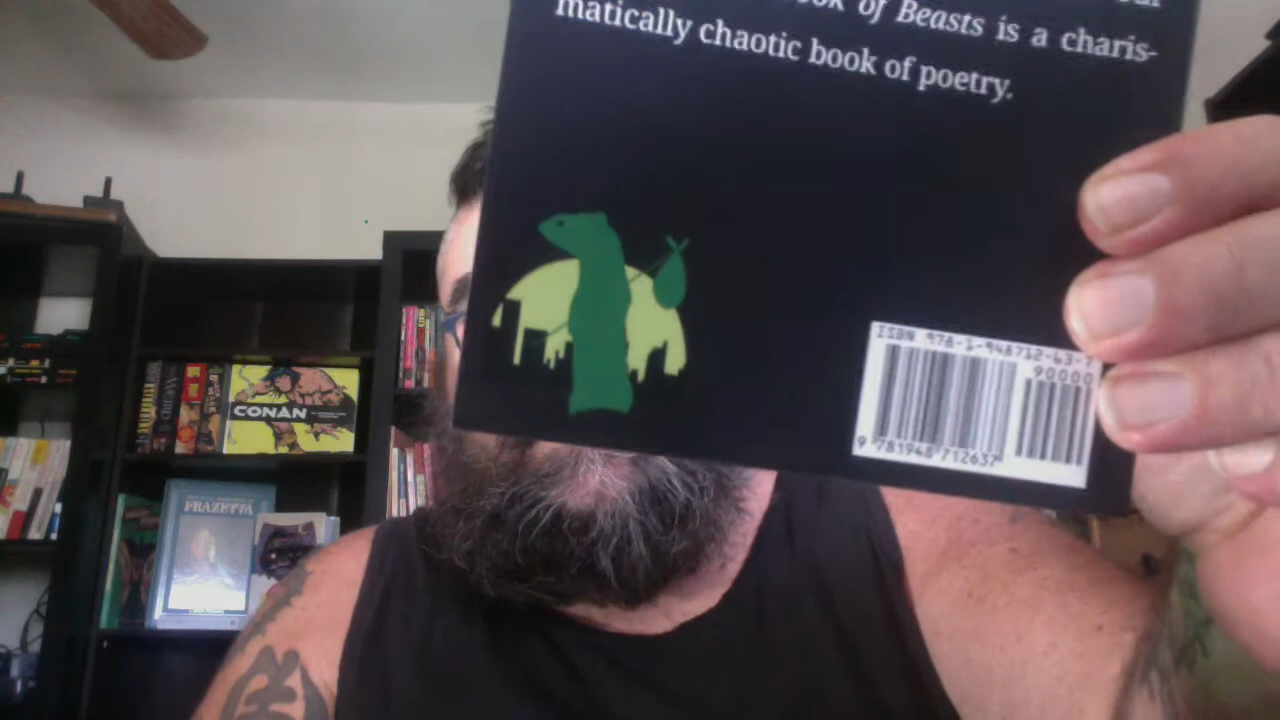 ook of Beasts is a charis-
matically chaotic book of poetry.
ISBN 978-1-948712-63-7
90000
9 781948 712637
CONAN
FRAZETTA